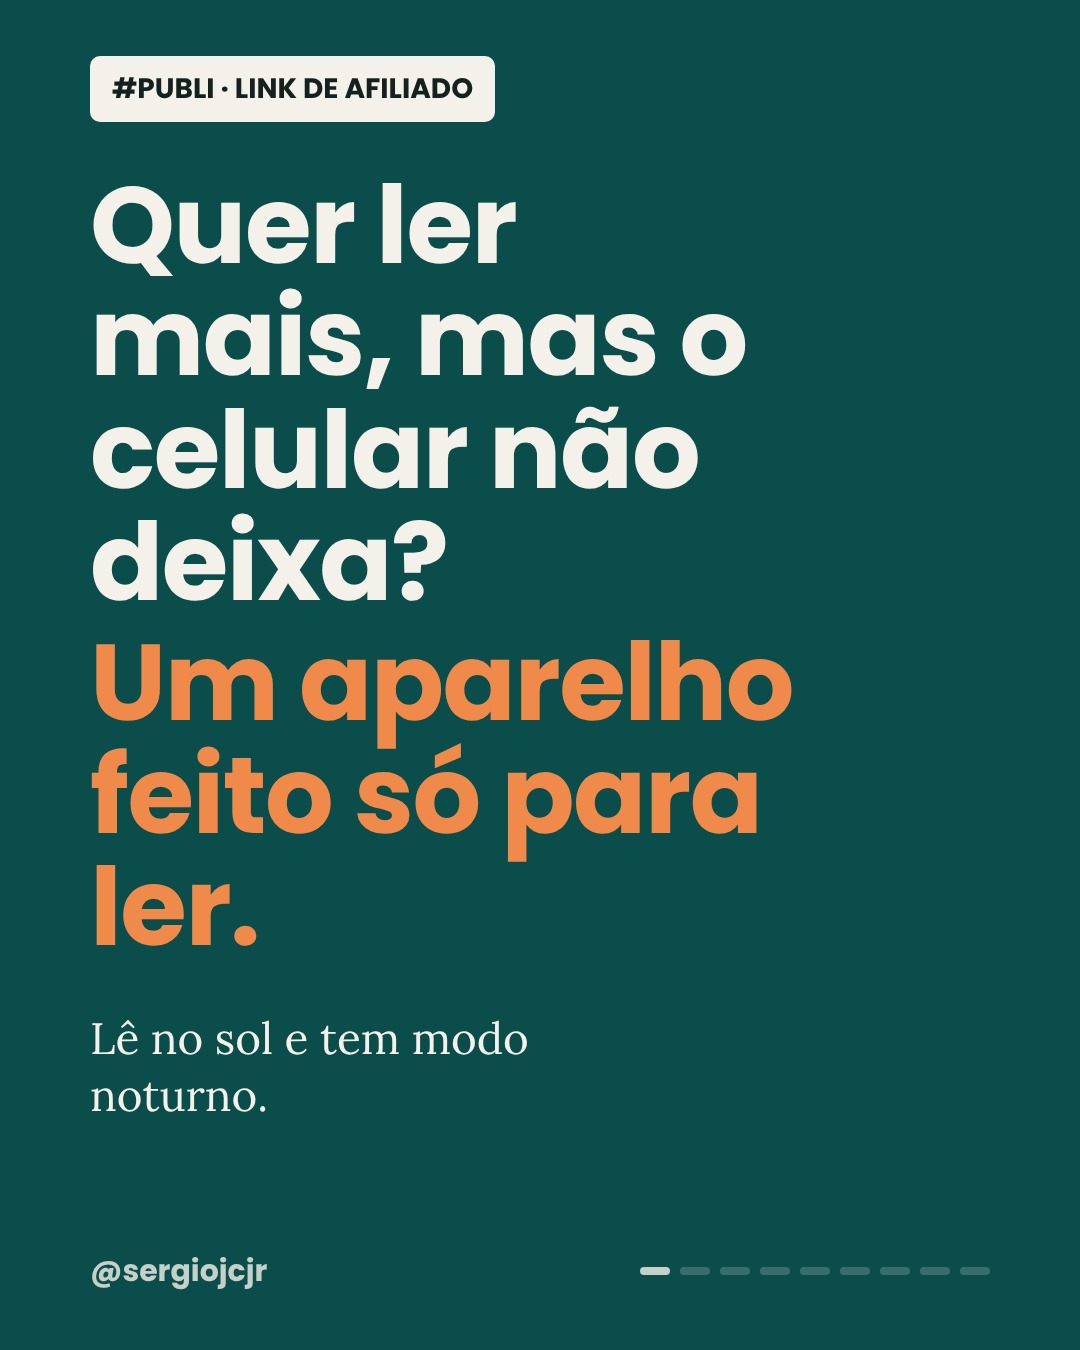 #PUBLI · LINK DE AFILIADO
Quer ler
mais, mas o
celular não
deixa?
Um aparelho
feito só para
ler.
Lê no sol e tem modo
noturno.
@sergiojcjr